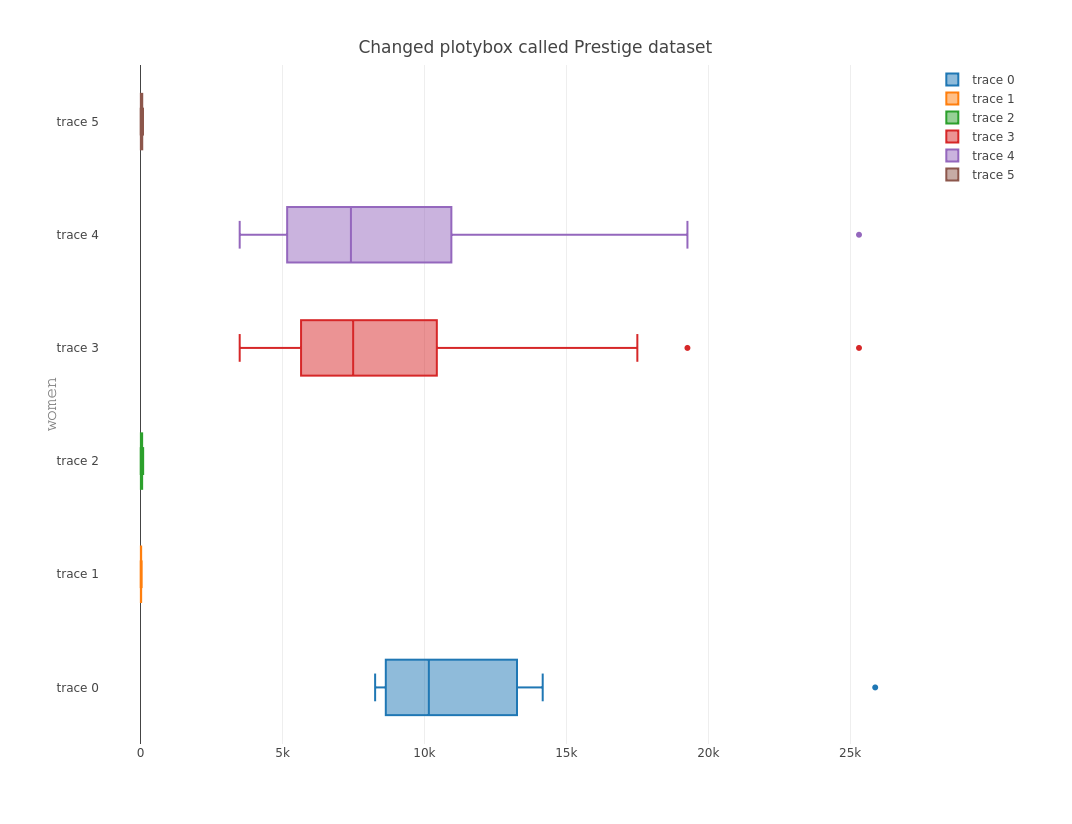 Changed plotybox called Prestige dataset
trace 0
trace 1
trace 2
trace 3
trace 4
trace 5
trace 5
trace 4
trace 3
women
trace 2
trace 1
trace 0
0 5k 10k 15k 20k 25k